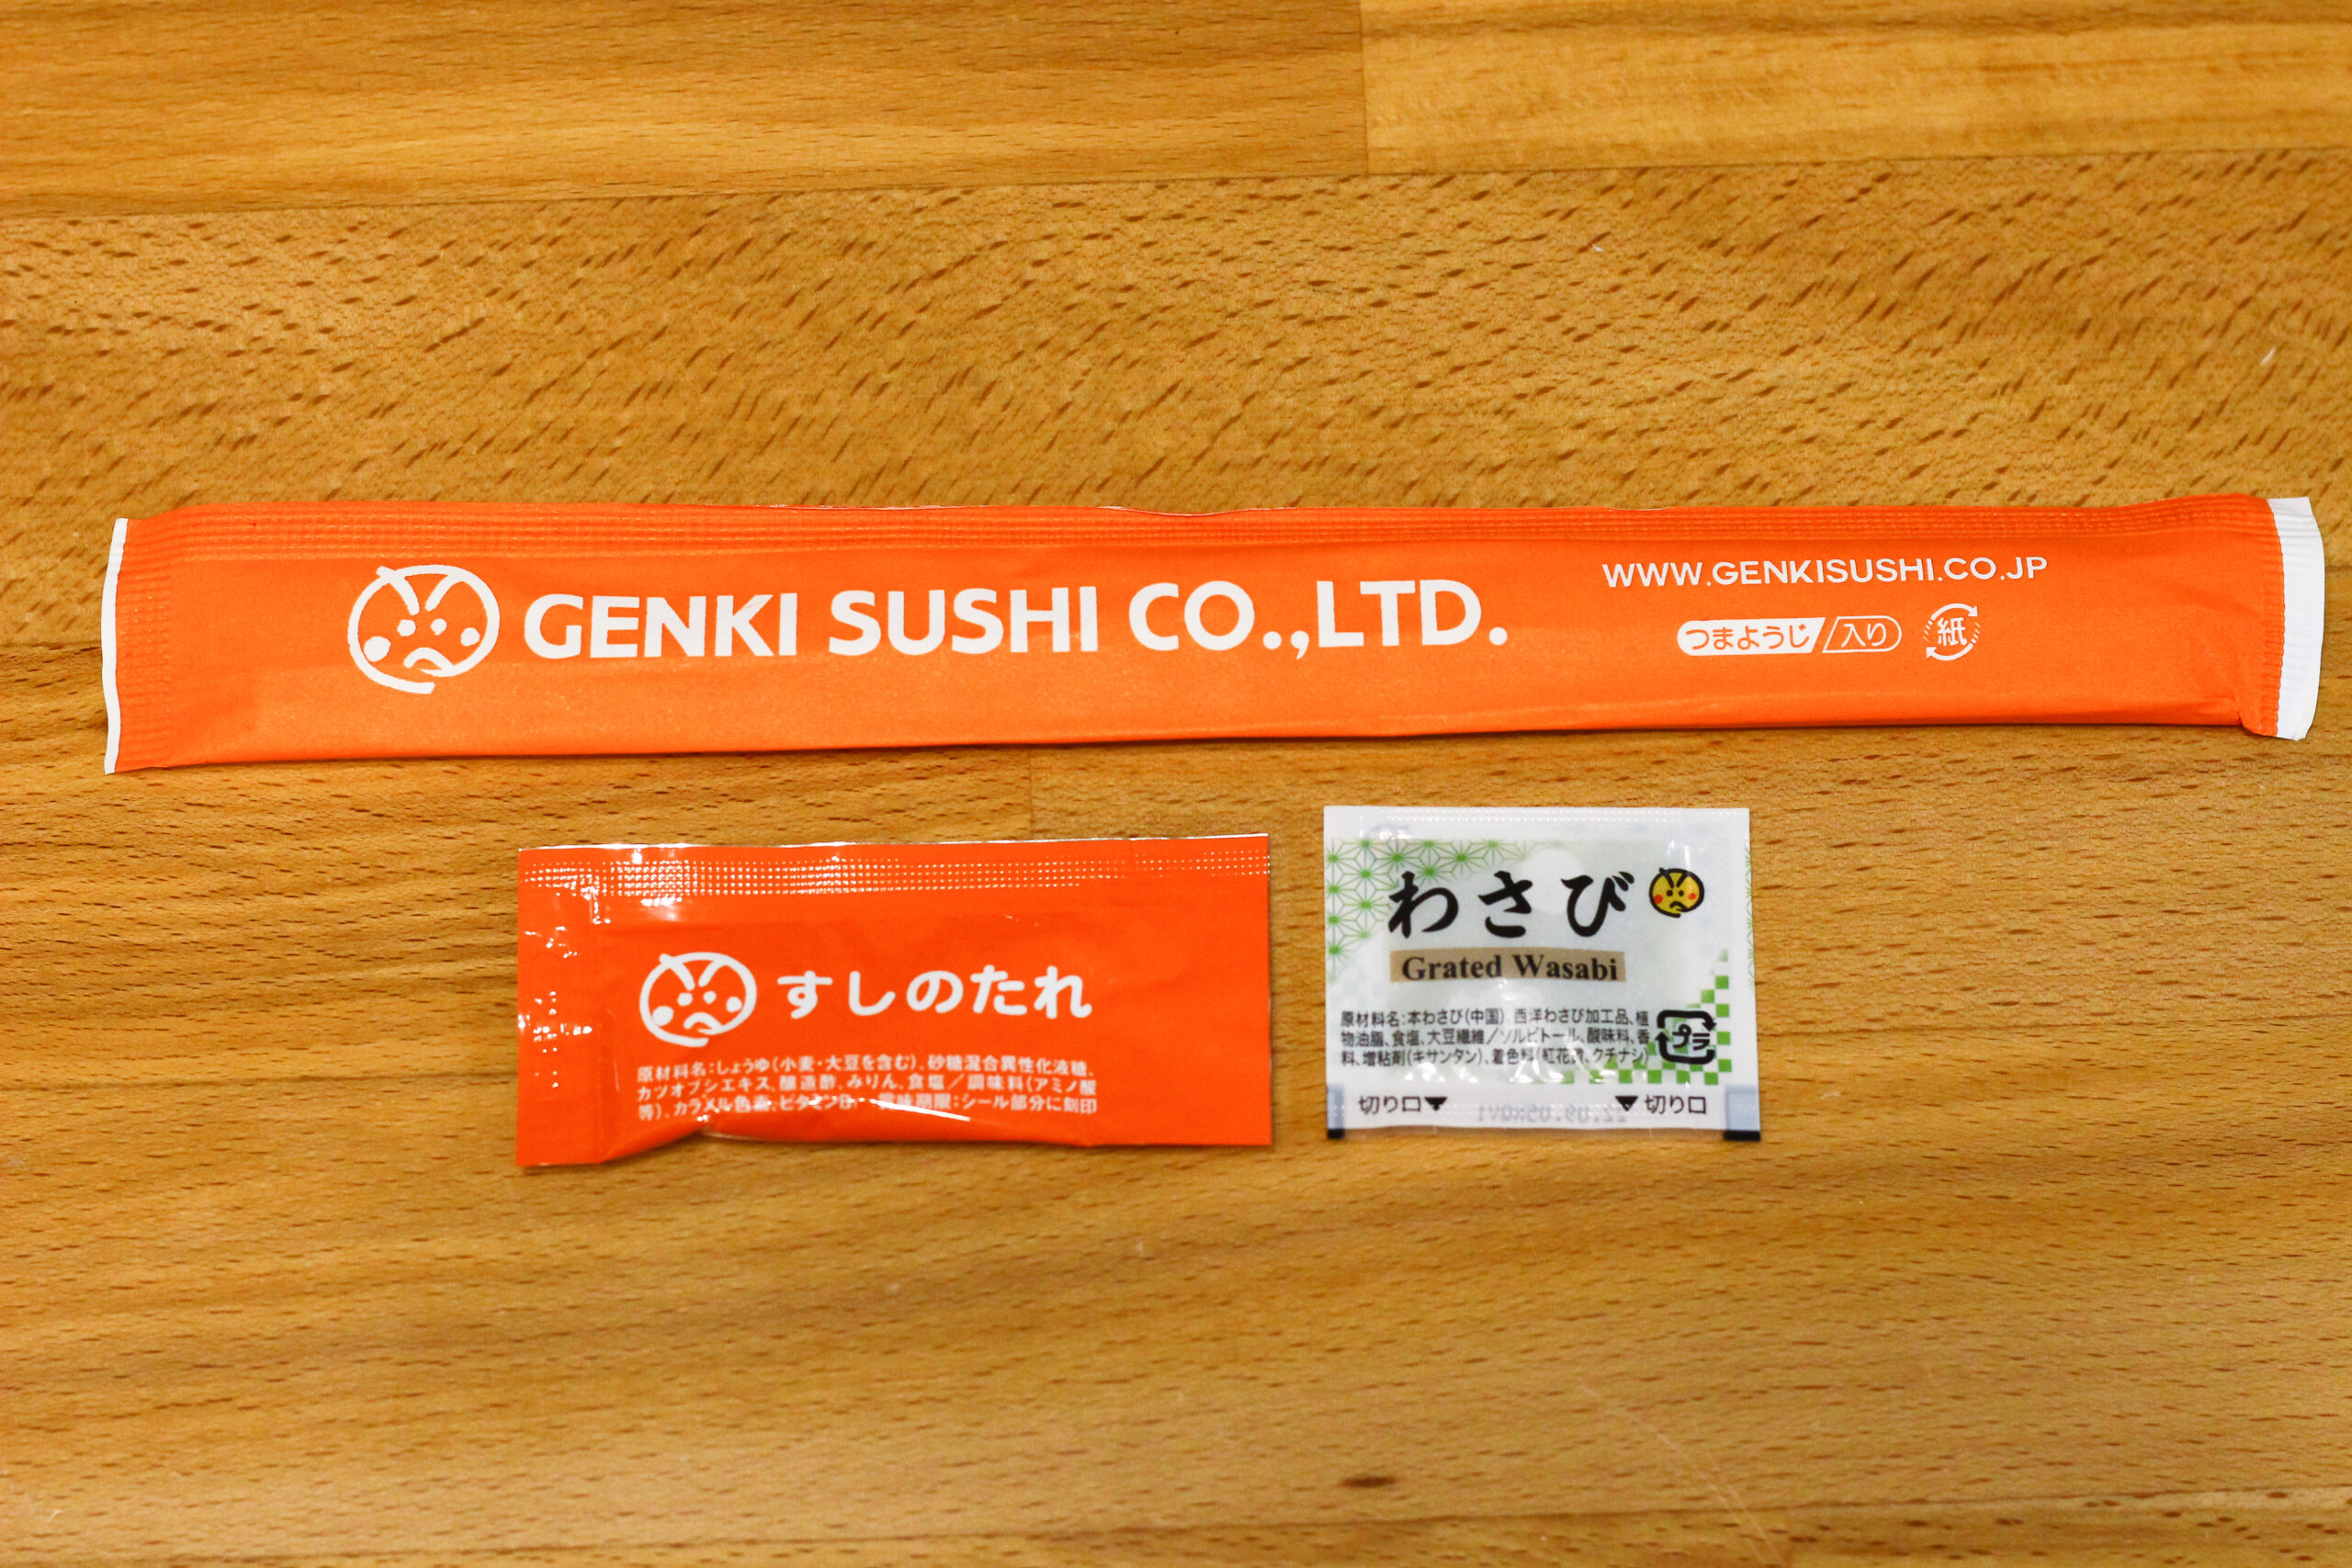 GENKI SUSHI CO.,LTD.
WWW.GENKISUSHI.CO.JP
つまようじ 入り 紙
すしのたれ
原材料名:しょうゆ(小麦・大豆を含む)、砂糖混合異性化液糖、
カツオブシエキス、醸造酢、みりん、食塩/調味料(アミノ酸
等)、カラメル色素、ビタミンB₁ 賞味期限:シール部分に刻印
わさび
Grated Wasabi
原材料名:本わさび(中国)、西洋わさび加工品、植
物油脂、食塩、大豆繊維/ソルビトール、酸味料、香
料、増粘剤(キサンタン)、着色料(紅花黄、クチナシ)
プラ
切り口▼ ▼切り口